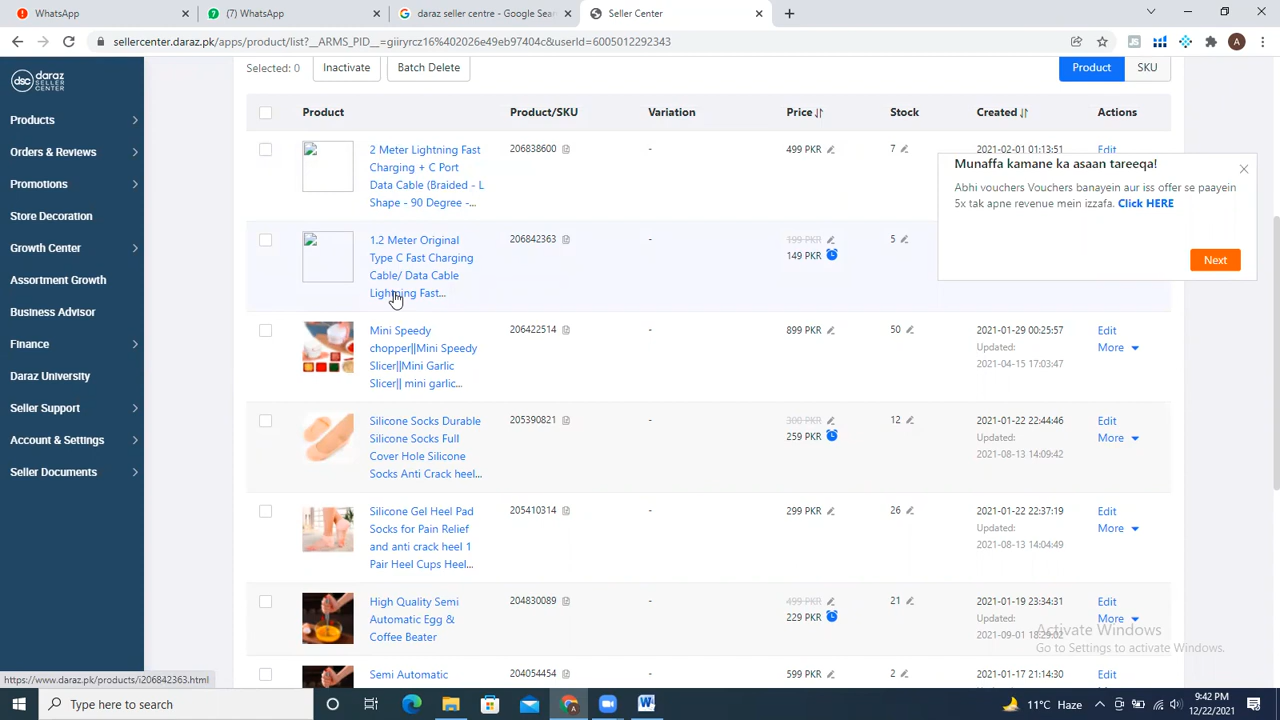 WhatsApp
(7) WhatsApp
daraz seller centre - Google Sear
Seller Center
sellercenter.daraz.pk/apps/product/list?__ARMS_PID__=giiryrcz16%402026e49eb97404c&userId=6005012292343
dsc daraz SELLER CENTER
Products
Orders & Reviews
Promotions
Store Decoration
Growth Center
Assortment Growth
Business Advisor
Finance
Daraz University
Seller Support
Account & Settings
Seller Documents
Selected: 0
Inactivate
Batch Delete
Product
SKU
Product Product/SKU Variation Price Stock Created Actions
2 Meter Lightning Fast
Charging + C Port
Data Cable (Braided - L
Shape - 90 Degree -...
206838600
-
499 PKR
7
2021-02-01 01:13:51
Edit
1.2 Meter Original
Type C Fast Charging
Cable/ Data Cable
Lightning Fast...
206842363
-
199 PKR
149 PKR
5
Munaffa kamane ka asaan tareeqa!
Abhi vouchers Vouchers banayein aur iss offer se paayein
5x tak apne revenue mein izzafa. Click HERE
Next
Mini Speedy
chopper||Mini Speedy
Slicer||Mini Garlic
Slicer|| mini garlic...
206422514
-
899 PKR
50
2021-01-29 00:25:57
Updated:
2021-04-15 17:03:47
Edit
More
Silicone Socks Durable
Silicone Socks Full
Cover Hole Silicone
Socks Anti Crack heel...
205390821
-
300 PKR
259 PKR
12
2021-01-22 22:44:46
Updated:
2021-08-13 14:09:42
Edit
More
Silicone Gel Heel Pad
Socks for Pain Relief
and anti crack heel 1
Pair Heel Cups Heel...
205410314
-
299 PKR
26
2021-01-22 22:37:19
Updated:
2021-08-13 14:04:49
Edit
More
High Quality Semi
Automatic Egg &
Coffee Beater
204830089
-
499 PKR
229 PKR
21
2021-01-19 23:34:31
Updated:
2021-09-01 18:29:02
Edit
More
Semi Automatic
204054454
-
599 PKR
2
2021-01-17 21:14:30
Edit
Activate Windows
Go to Settings to activate Windows.
https://www.daraz.pk/products/i206842363.html
Type here to search
11°C Haze
9:42 PM
12/22/2021
A